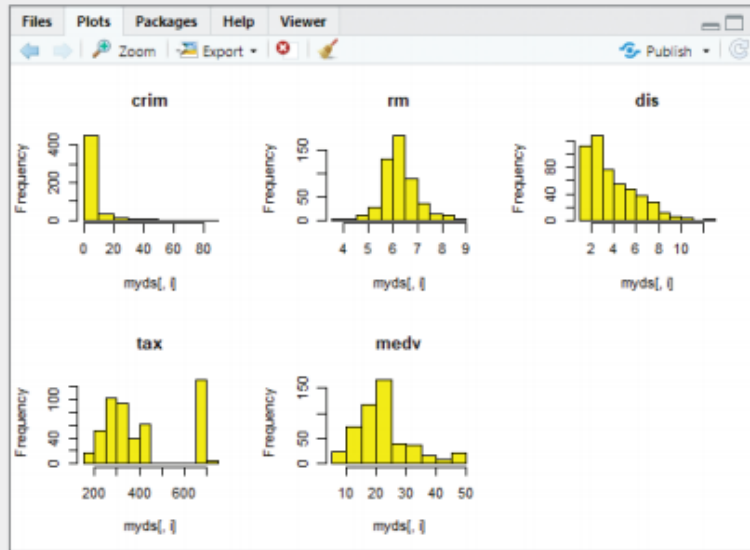 Files Plots Packages Help Viewer
Zoom Export Publish
crim rm dis
Frequency Frequency Frequency
400 150 80
200 50 40
0 0 0
0 20 40 60 80 4 5 6 7 8 9 2 4 6 8 10
myds[, i] myds[, i] myds[, i]
tax medv
Frequency Frequency
100 150
40 50
0 0
200 400 600 10 20 30 40 50
myds[, i] myds[, i]